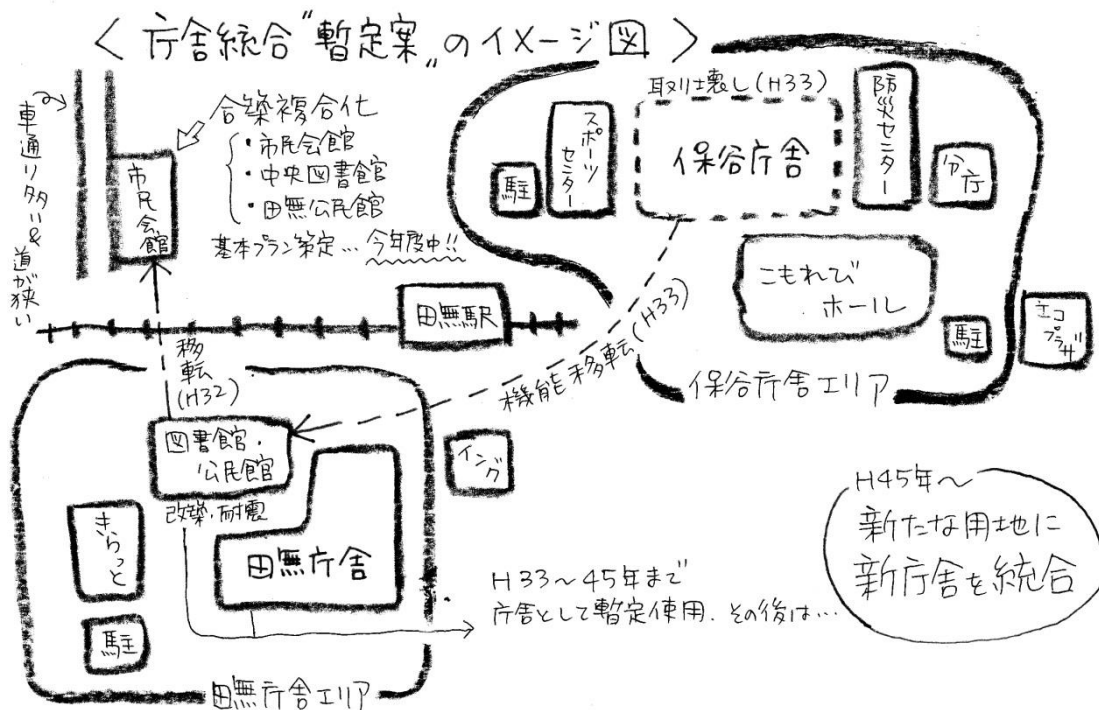 〈庁舎統合“暫定案”のイメージ図〉
車通り多い&
道が狭い
合築複合化
・市民会館
・中央図書館
・田無公民館
基本プラン策定…今年度中!!
市民会館
取り壊し(H33)
保谷庁舎
スポーツ
センター
駐
防災センター
分庁
こもれび
ホール
駐
エコ
プラザ
保谷庁舎エリア
田無駅
移転
(H32)
機能移転(H33)
図書館・
公民館
改築・耐震
イング
きらっと
田無庁舎
駐
田無庁舎エリア
H33〜45年まで
庁舎として暫定使用.その後は…
H45年〜
新たな用地に
新庁舎を統合